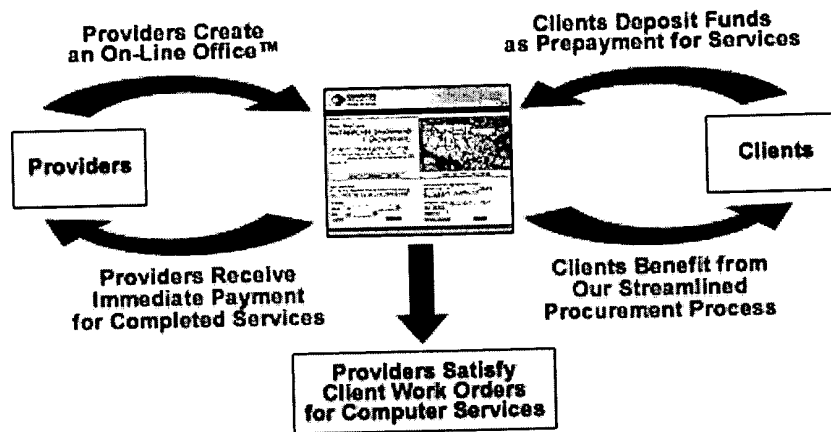 Providers Create
an On-Line Office™
Clients Deposit Funds
as Prepayment for Services
Providers
Clients
Providers Receive
Immediate Payment
for Completed Services
Clients Benefit from
Our Streamlined
Procurement Process
Providers Satisfy
Client Work Orders
for Computer Services